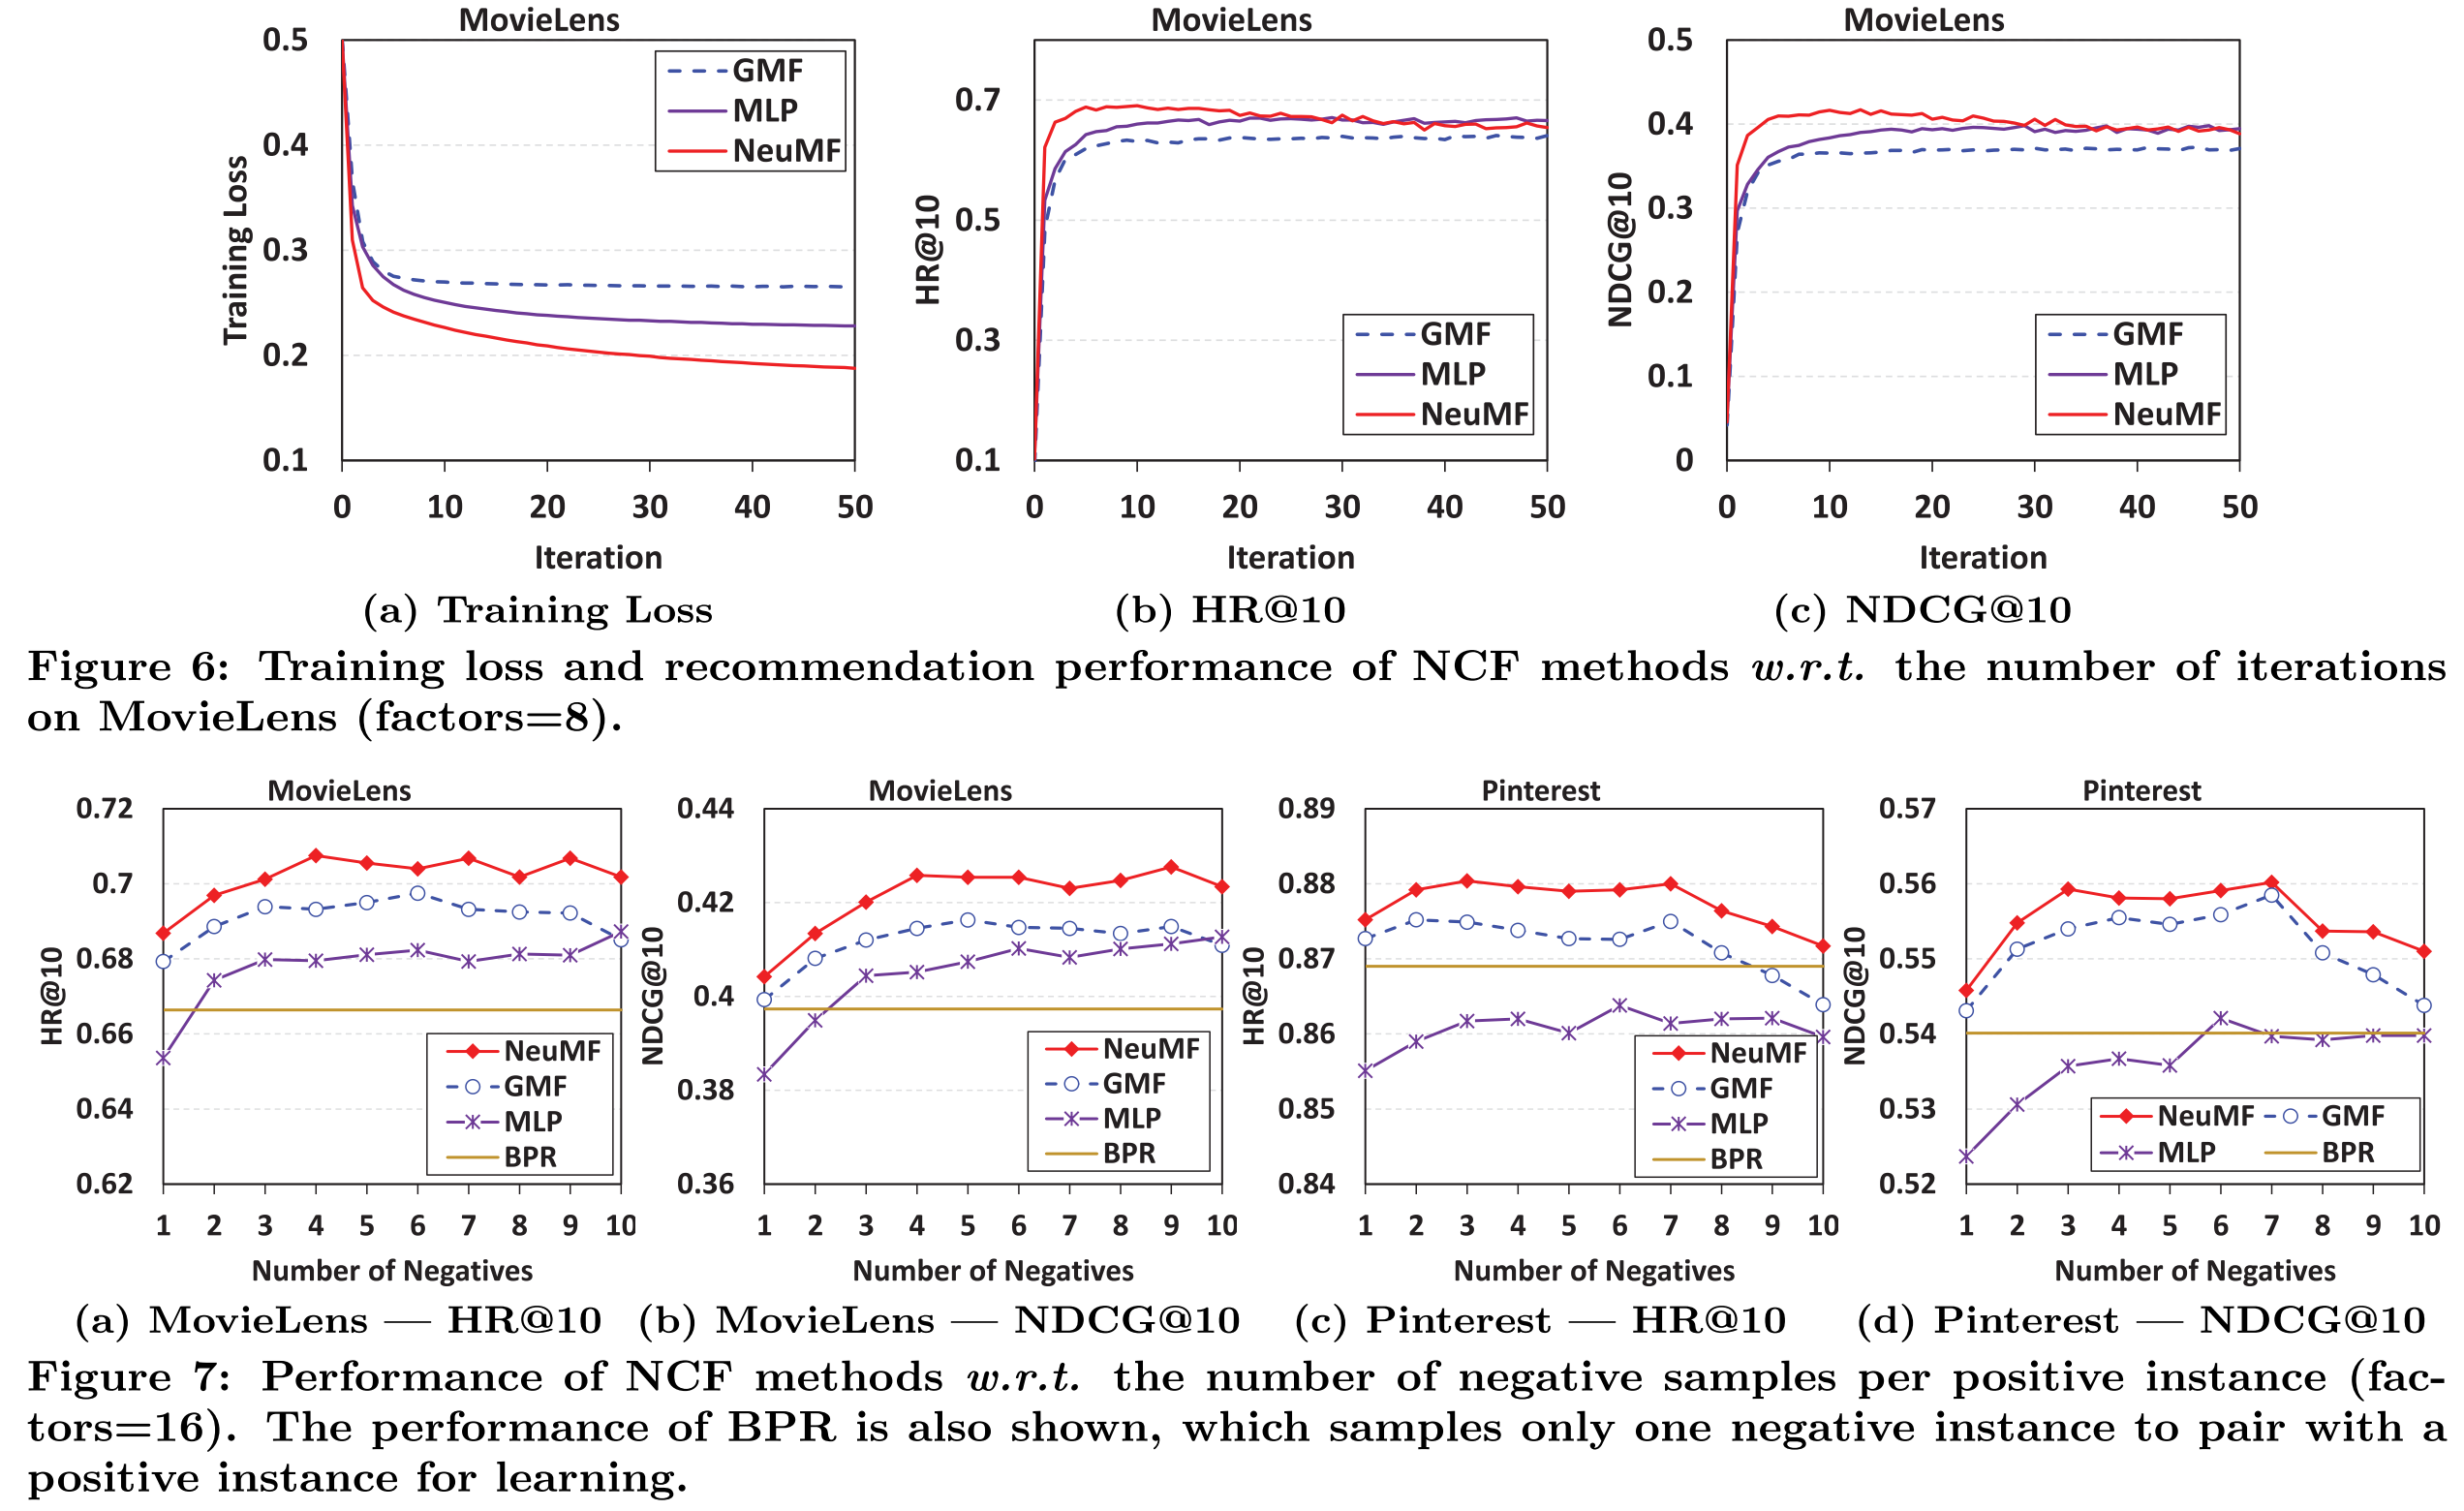 MovieLens
0.5
0.4
0.3
0.2
0.1
Training Loss
GMF
MLP
NeuMF
0 10 20 30 40 50
Iteration
(a) Training Loss
MovieLens
0.7
0.5
0.3
0.1
HR@10
GMF
MLP
NeuMF
0 10 20 30 40 50
Iteration
(b) HR@10
MovieLens
0.5
0.4
0.3
0.2
0.1
0
NDCG@10
GMF
MLP
NeuMF
0 10 20 30 40 50
Iteration
(c) NDCG@10
Figure 6: Training loss and recommendation performance of NCF methods w.r.t. the number of iterations
on MovieLens (factors=8).
MovieLens
0.72
0.7
0.68
0.66
0.64
0.62
HR@10
NeuMF
GMF
MLP
BPR
1 2 3 4 5 6 7 8 9 10
Number of Negatives
(a) MovieLens — HR@10
MovieLens
0.44
0.42
0.4
0.38
0.36
NDCG@10
NeuMF
GMF
MLP
BPR
1 2 3 4 5 6 7 8 9 10
Number of Negatives
(b) MovieLens — NDCG@10
Pinterest
0.89
0.88
0.87
0.86
0.85
0.84
HR@10
NeuMF
GMF
MLP
BPR
1 2 3 4 5 6 7 8 9 10
Number of Negatives
(c) Pinterest — HR@10
Pinterest
0.57
0.56
0.55
0.54
0.53
0.52
NDCG@10
NeuMF GMF
MLP BPR
1 2 3 4 5 6 7 8 9 10
Number of Negatives
(d) Pinterest — NDCG@10
Figure 7: Performance of NCF methods w.r.t. the number of negative samples per positive instance (fac-
tors=16). The performance of BPR is also shown, which samples only one negative instance to pair with a
positive instance for learning.